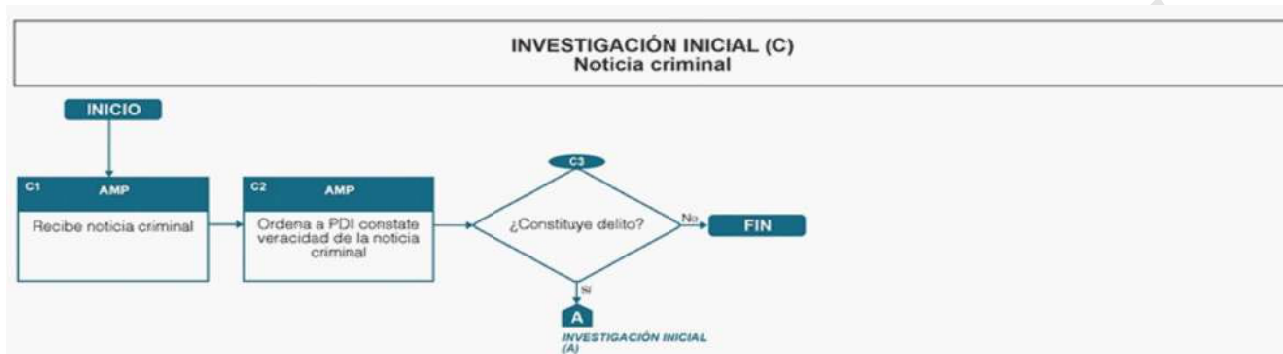 INVESTIGACIÓN INICIAL (C)
Noticia criminal
INICIO
C1 AMP
Recibe noticia criminal
C2 AMP
Ordena a PDI constate
veracidad de la noticia
criminal
C3
¿Constituye delito?
No
FIN
Sí
A
INVESTIGACIÓN INICIAL
(A)